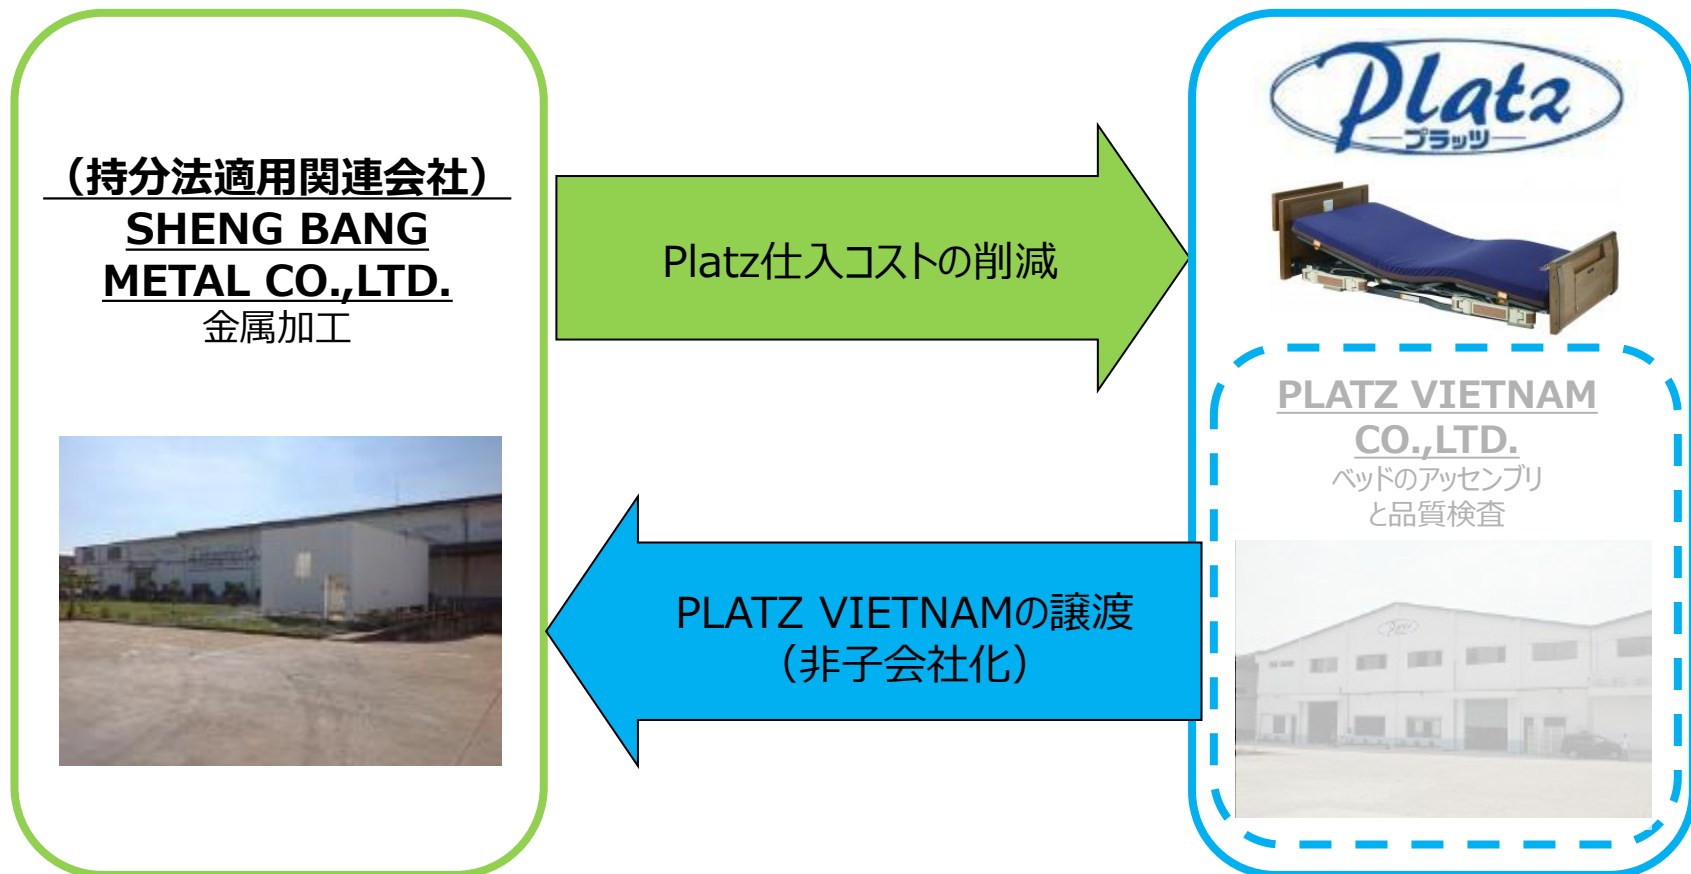 （持分法適用関連会社）
SHENG BANG
METAL CO.,LTD.
金属加工
Platz仕入コストの削減
PLATZ VIETNAMの譲渡
（非子会社化）
Platz
プラッツ
PLATZ VIETNAM
CO.,LTD.
ベッドのアッセンブリ
と品質検査
Platz